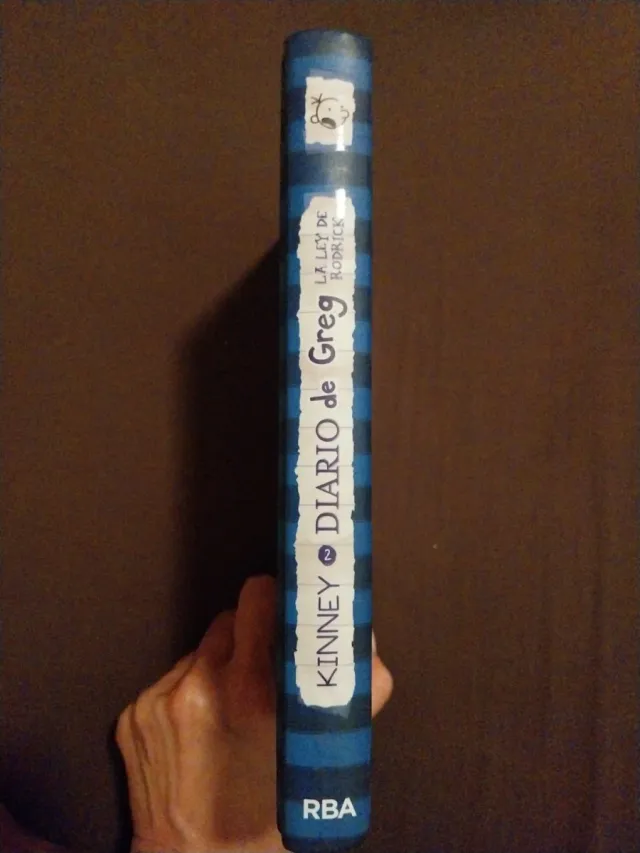 KINNEY 2 DIARIO de Greg
LA LEY DE
RODRICK
RBA